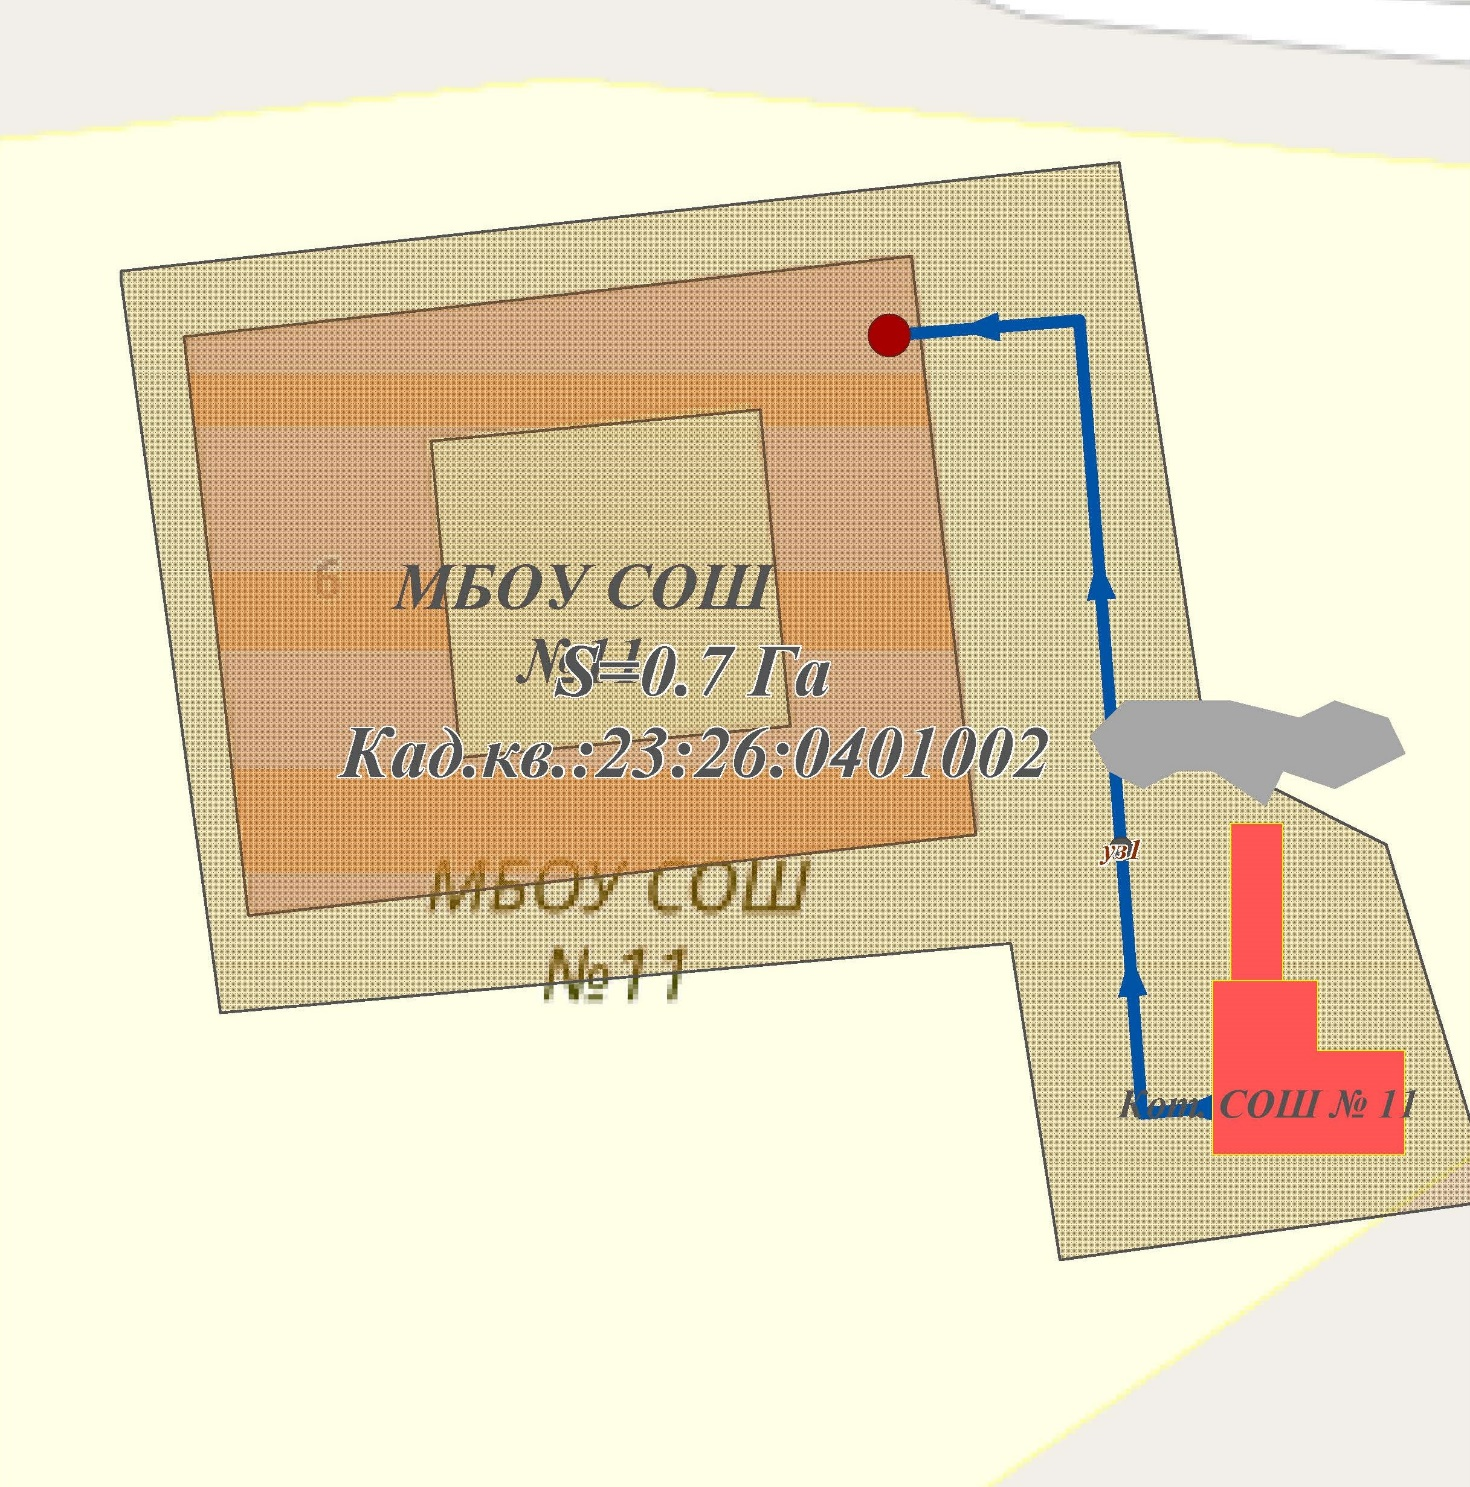 6
МБОУ СОШ
№11
S=0.7 Га
Кад.кв.:23:26:0401002
МБОУ СОШ
№11
уз1
Кот. СОШ № 11